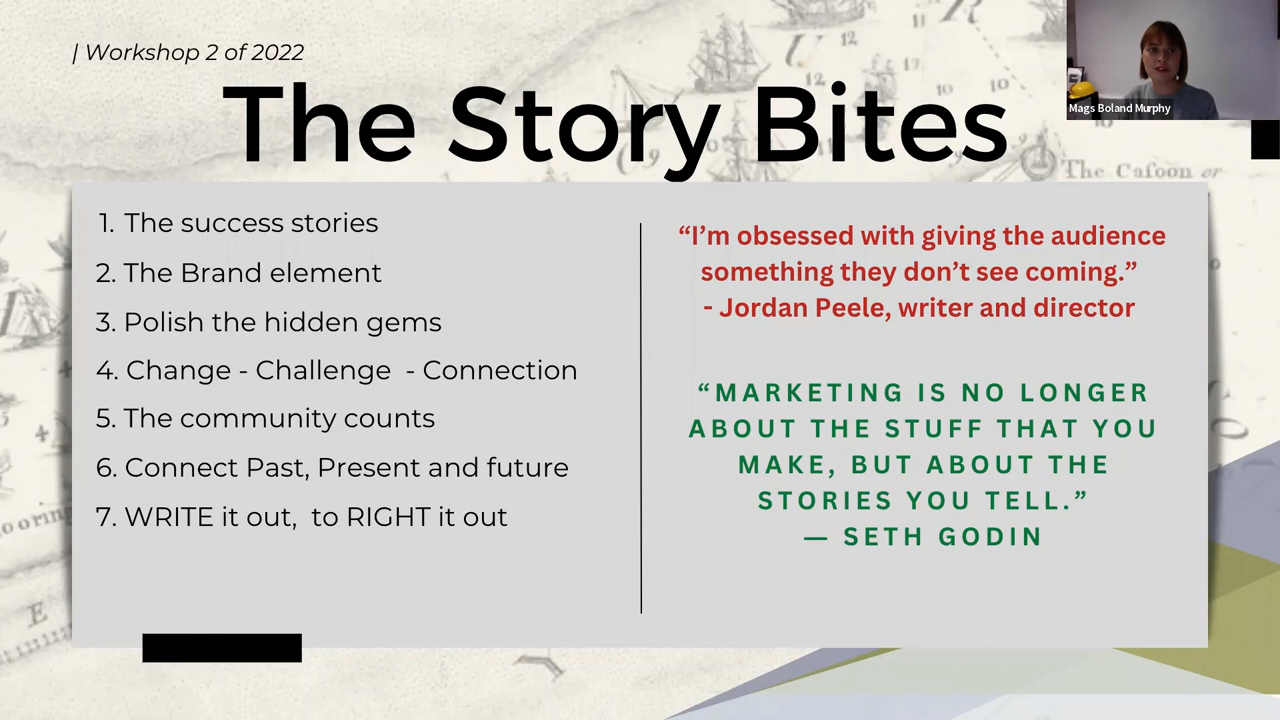 | Workshop 2 of 2022
The Story Bites
Mags Boland Murphy
The Cafoon or
1. The success stories
2. The Brand element
3. Polish the hidden gems
4. Change - Challenge  - Connection
5. The community counts
6. Connect Past, Present and future
7. WRITE it out,  to RIGHT it out
“I’m obsessed with giving the audience
something they don’t see coming.”
- Jordan Peele, writer and director
“MARKETING IS NO LONGER
ABOUT THE STUFF THAT YOU
MAKE, BUT ABOUT THE
STORIES YOU TELL.”
— SETH GODIN
12
12
10
10
E